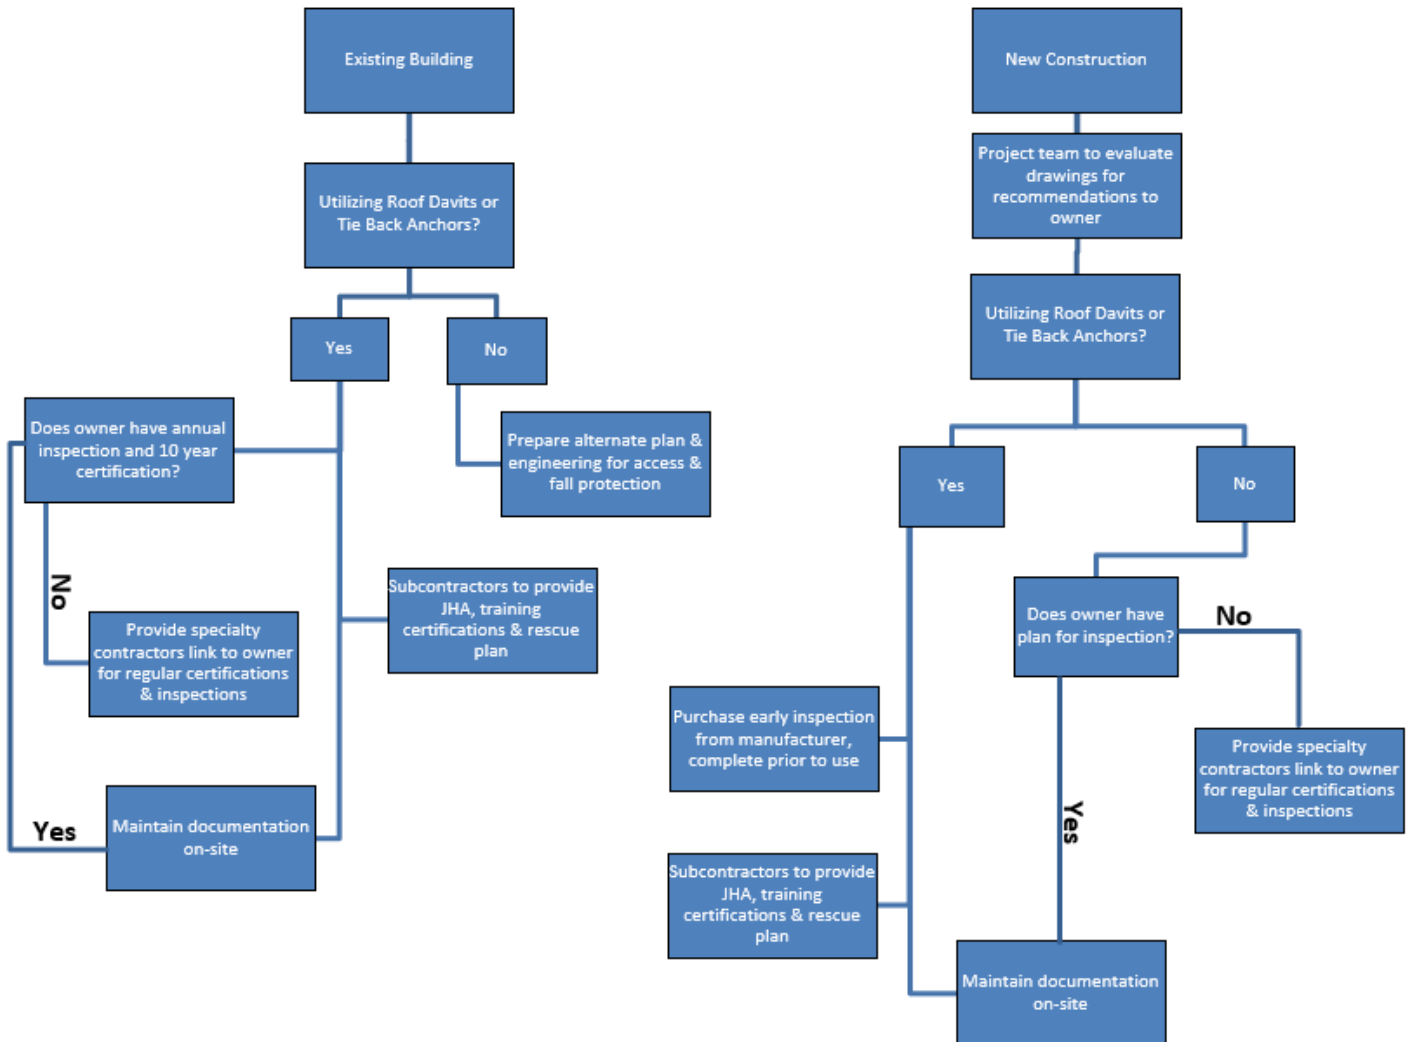 Existing Building
Utilizing Roof Davits or
Tie Back Anchors?
Yes
No
Does owner have annual
inspection and 10 year
certification?
Prepare alternate plan &
engineering for access &
fall protection
No
Subcontractors to provide
JHA, training
certifications & rescue
plan
Provide specialty
contractors link to owner
for regular certifications
& inspections
Yes
Maintain documentation
on-site
New Construction
Project team to evaluate
drawings for
recommendations to
owner
Utilizing Roof Davits or
Tie Back Anchors?
Yes
No
Does owner have
plan for inspection?
No
Purchase early inspection
from manufacturer,
complete prior to use
Provide specialty
contractors link to owner
for regular certifications
& inspections
Yes
Subcontractors to provide
JHA, training
certifications & rescue
plan
Maintain documentation
on-site